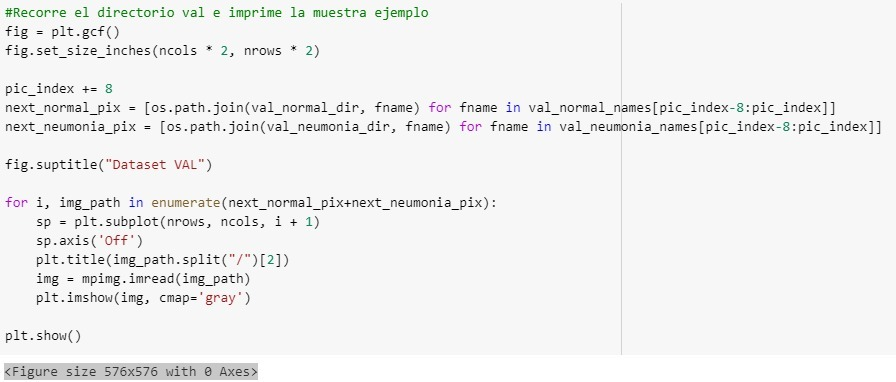 #Recorre el directorio val e imprime la muestra ejemplo
fig = plt.gcf()
fig.set_size_inches(ncols * 2, nrows * 2)

pic_index += 8
next_normal_pix = [os.path.join(val_normal_dir, fname) for fname in val_normal_names[pic_index-8:pic_index]]
next_neumonia_pix = [os.path.join(val_neumonia_dir, fname) for fname in val_neumonia_names[pic_index-8:pic_index]]

fig.suptitle("Dataset VAL")

for i, img_path in enumerate(next_normal_pix+next_neumonia_pix):
    sp = plt.subplot(nrows, ncols, i + 1)
    sp.axis('Off')
    plt.title(img_path.split("/")[2])
    img = mpimg.imread(img_path)
    plt.imshow(img, cmap='gray')

plt.show()

<Figure size 576x576 with 0 Axes>